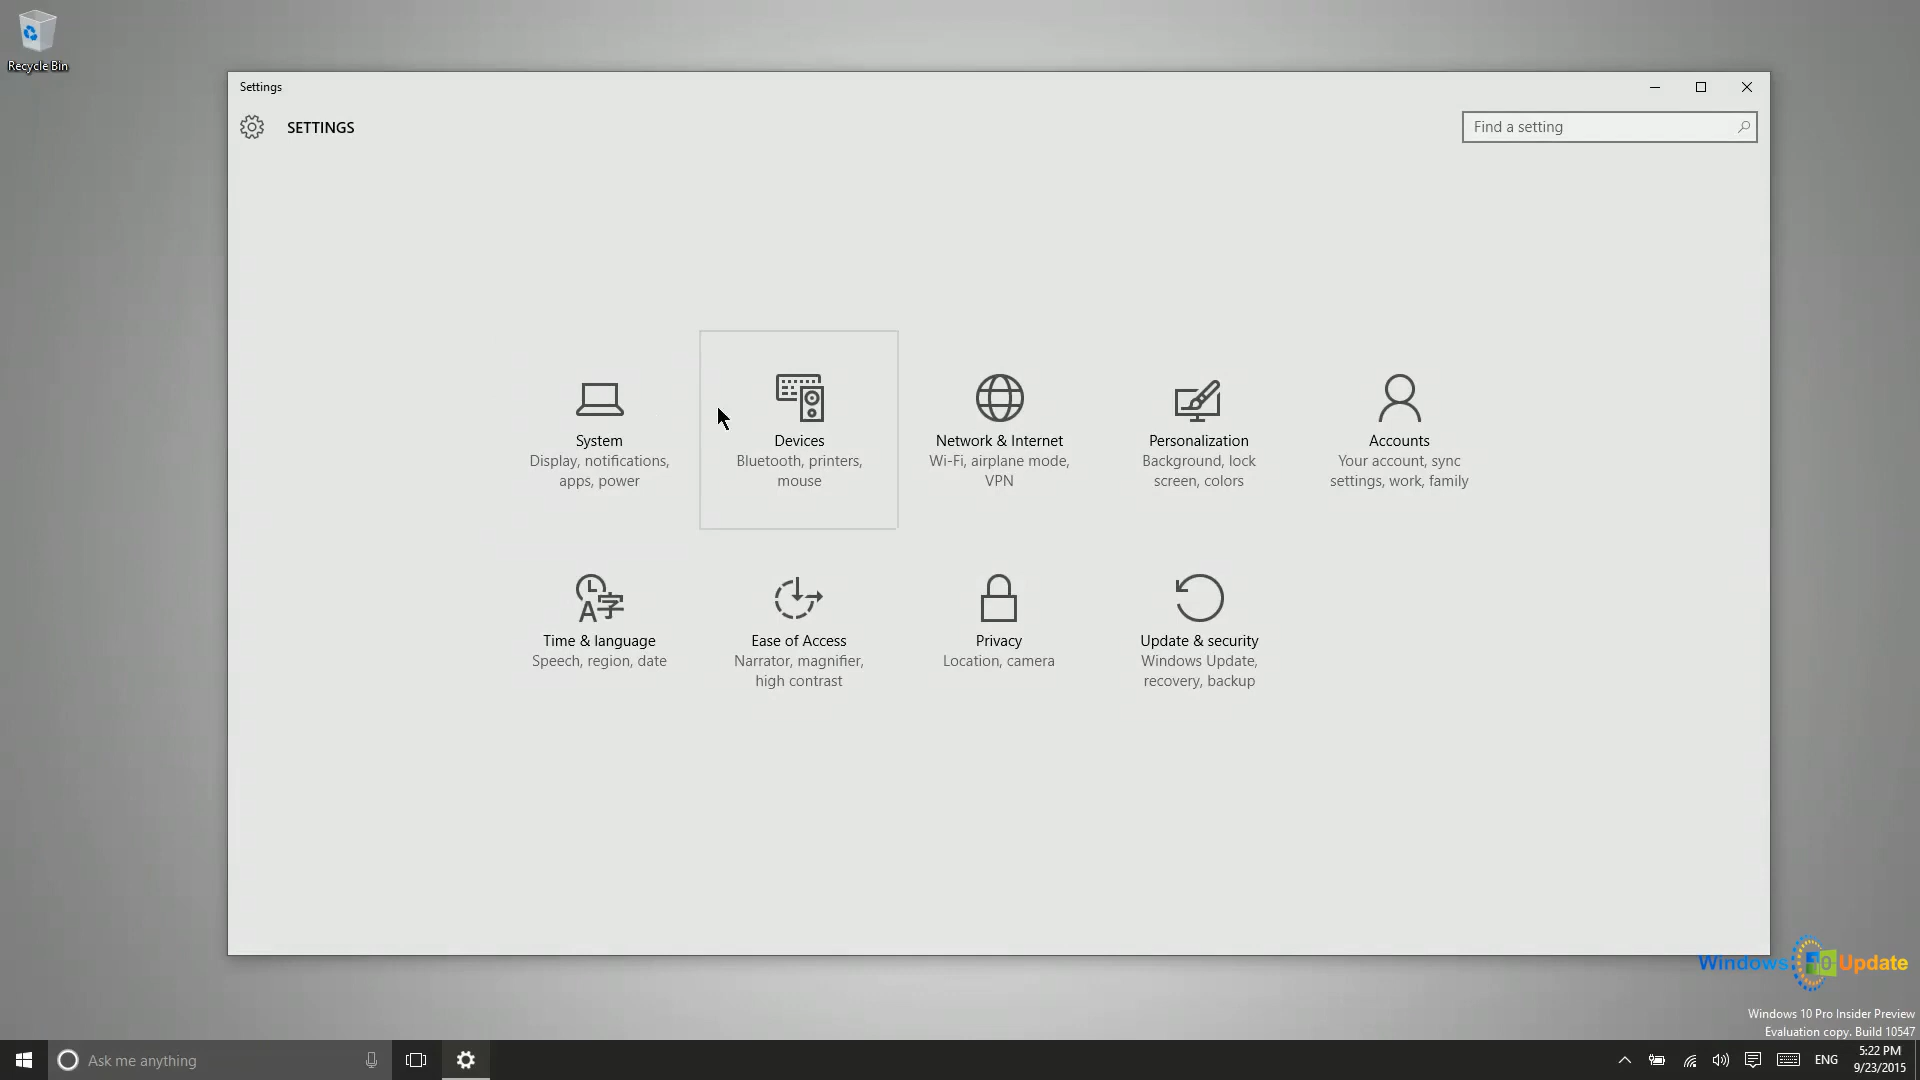 Recycle Bin
Settings
SETTINGS
Find a setting
System
Display, notifications,
apps, power
Devices
Bluetooth, printers,
mouse
Network & Internet
Wi-Fi, airplane mode,
VPN
Personalization
Background, lock
screen, colors
Accounts
Your account, sync
settings, work, family
A字
Time & language
Speech, region, date
Ease of Access
Narrator, magnifier,
high contrast
Privacy
Location, camera
Update & security
Windows Update,
recovery, backup
Windows 10 Update
Windows 10 Pro Insider Preview
Evaluation copy. Build 10547
Ask me anything
ENG
5:22 PM
9/23/2015